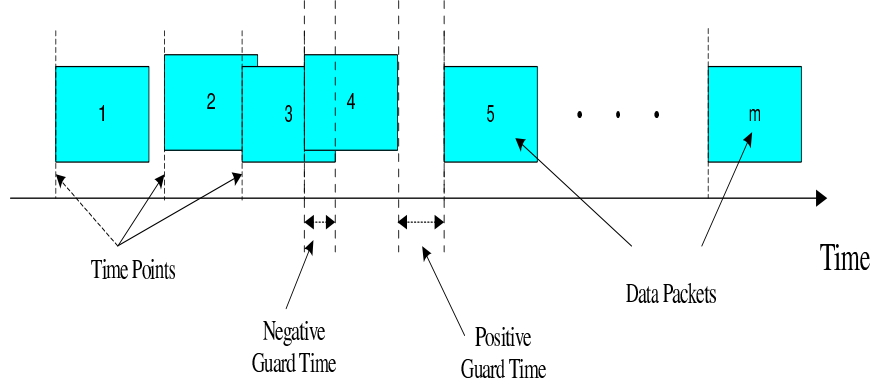 1
2
3
4
5
m
Time
Time Points
Data Packets
Negative
Guard Time
Positive
Guard Time